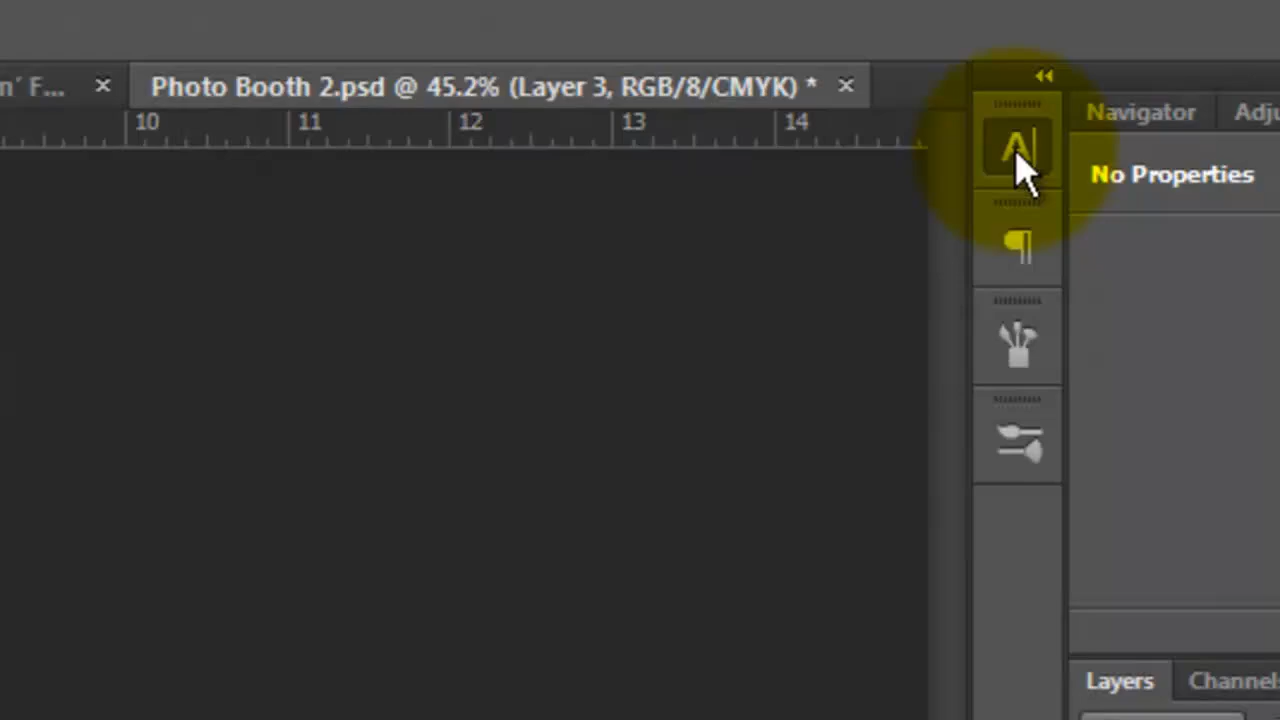 n' F...
Photo Booth 2.psd @ 45.2% (Layer 3, RGB/8/CMYK) *
10 11 12 13 14
A
Navigator Adju
No Properties
Layers Channels